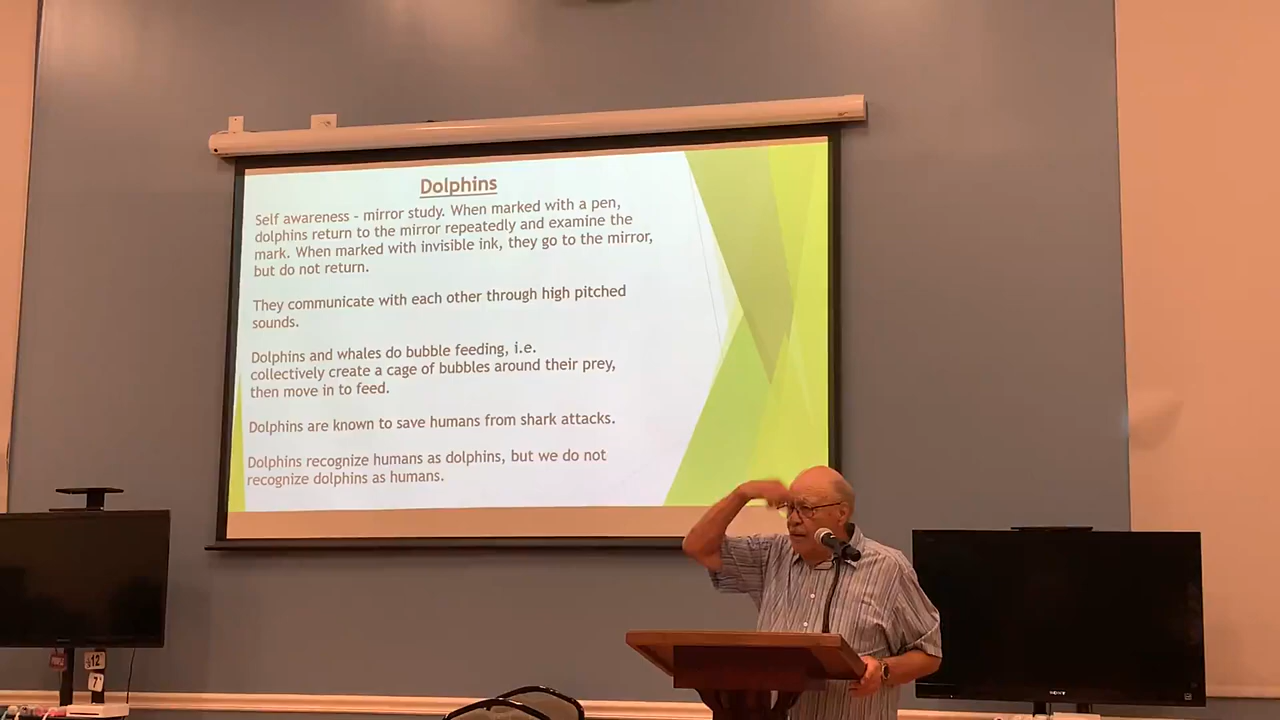 Dolphins
Self awareness - mirror study. When marked with a pen,
dolphins return to the mirror repeatedly and examine the
mark. When marked with invisible ink, they go to the mirror,
but do not return.
They communicate with each other through high pitched
sounds.
Dolphins and whales do bubble feeding, i.e.
collectively create a cage of bubbles around their prey,
then move in to feed.
Dolphins are known to save humans from shark attacks.
Dolphins recognize humans as dolphins, but we do not
recognize dolphins as humans.
12
7
SONY